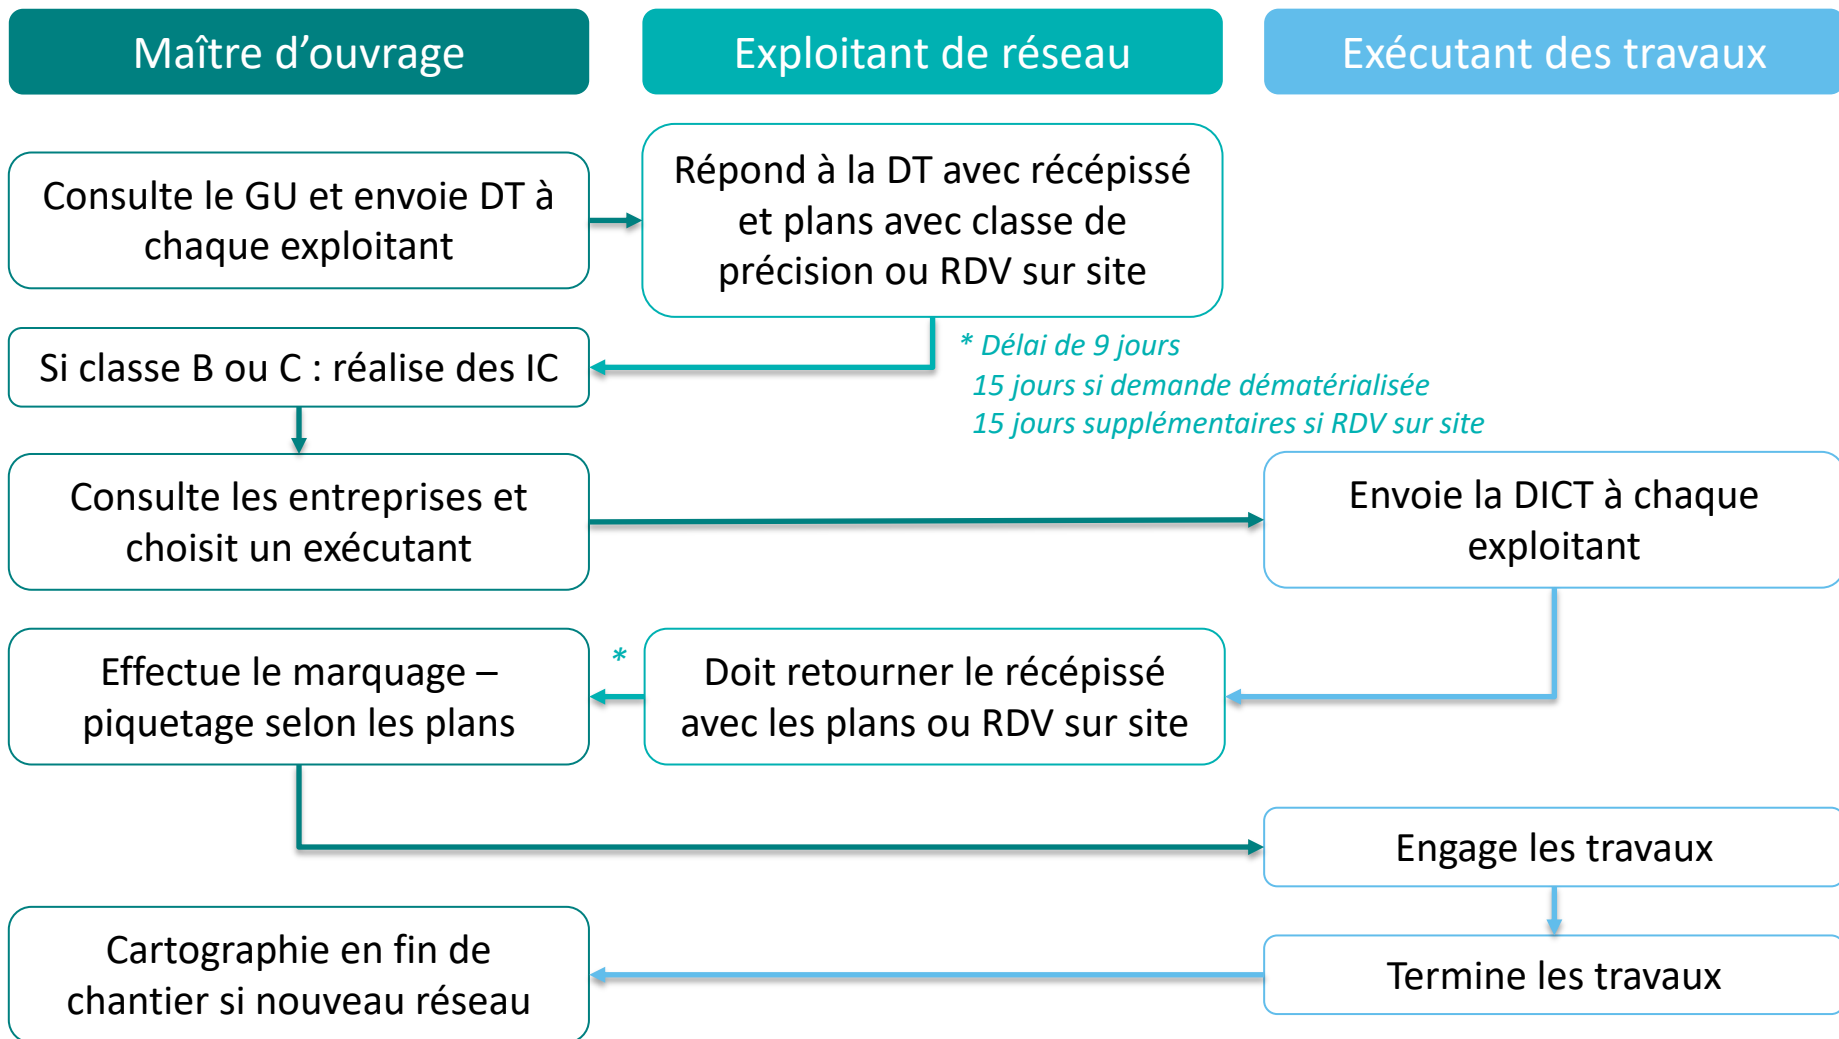 Maître d’ouvrage
Exploitant de réseau
Exécutant des travaux
Consulte le GU et envoie DT à
chaque exploitant
Répond à la DT avec récépissé
et plans avec classe de
précision ou RDV sur site
Si classe B ou C : réalise des IC
* Délai de 9 jours
15 jours si demande dématérialisée
15 jours supplémentaires si RDV sur site
Consulte les entreprises et
choisit un exécutant
Envoie la DICT à chaque
exploitant
Effectue le marquage –
piquetage selon les plans
*
Doit retourner le récépissé
avec les plans ou RDV sur site
Engage les travaux
Cartographie en fin de
chantier si nouveau réseau
Termine les travaux